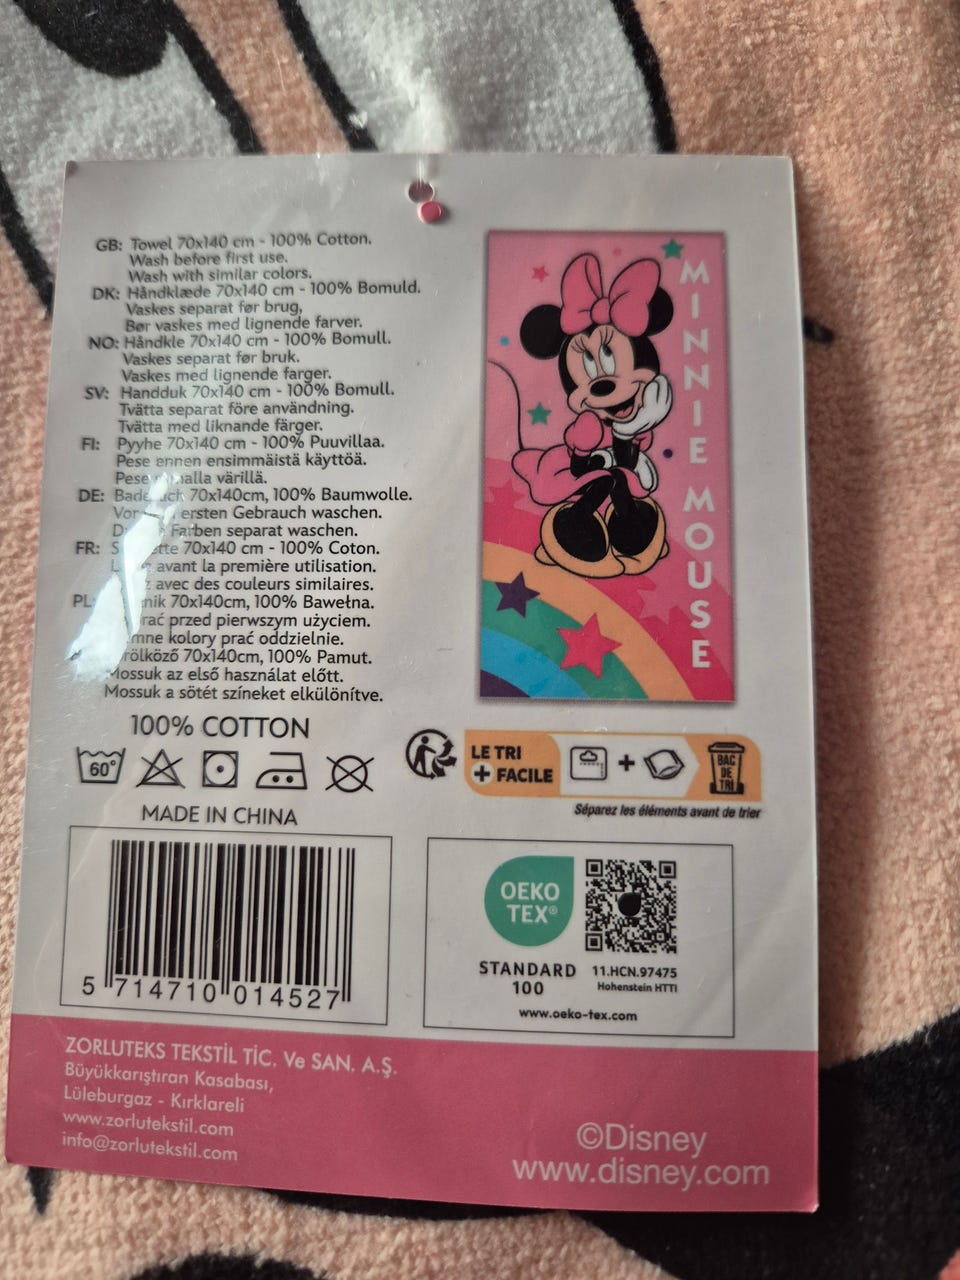 GB: Towel 70x140 cm - 100% Cotton.
Wash before first use.
Wash with similar colors.
DK: Håndklæde 70x140 cm - 100% Bomuld.
Vaskes separat før brug,
Bør vaskes med lignende farver.
NO: Håndkle 70x140 cm - 100% Bomull.
Vaskes separat før bruk.
Vaskes med lignende farger.
SV: Handduk 70x140 cm - 100% Bomull.
Tvätta separat före användning.
Tvätta med liknande färger.
FI: Pyyhe 70x140 cm - 100% Puuvillaa.
Pese ennen ensimmäistä käyttöä.
Pese värillä.
DE: 70x140cm, 100% Baumwolle.
Vor ersten Gebrauch waschen.
Farben separat waschen.
FR: 70x140 cm - 100% Coton.
avant la première utilisation.
avec des couleurs similaires.
PL: 70x140cm, 100% Bawełna.
przed pierwszym użyciem.
kolory prać oddzielnie.
70x140cm, 100% Pamut.
Mossuk az első használat előtt.
Mossuk a sötét színeket elkülönítve.
100% COTTON
60°
MADE IN CHINA
5 714710 014527
MINNIE MOUSE
LE TRI
+ FACILE
+
BAC
DE
TRI
Séparez les éléments avant de trier
OEKO
TEX®
STANDARD
100
11.HCN.97475
Hohenstein HTTI
www.oeko-tex.com
ZORLUTEKS TEKSTİL TİC. Ve SAN. A.Ş.
Büyükkarıştıran Kasabası,
Lüleburgaz - Kırklareli
www.zorlutekstil.com
info@zorlutekstil.com
©Disney
www.disney.com